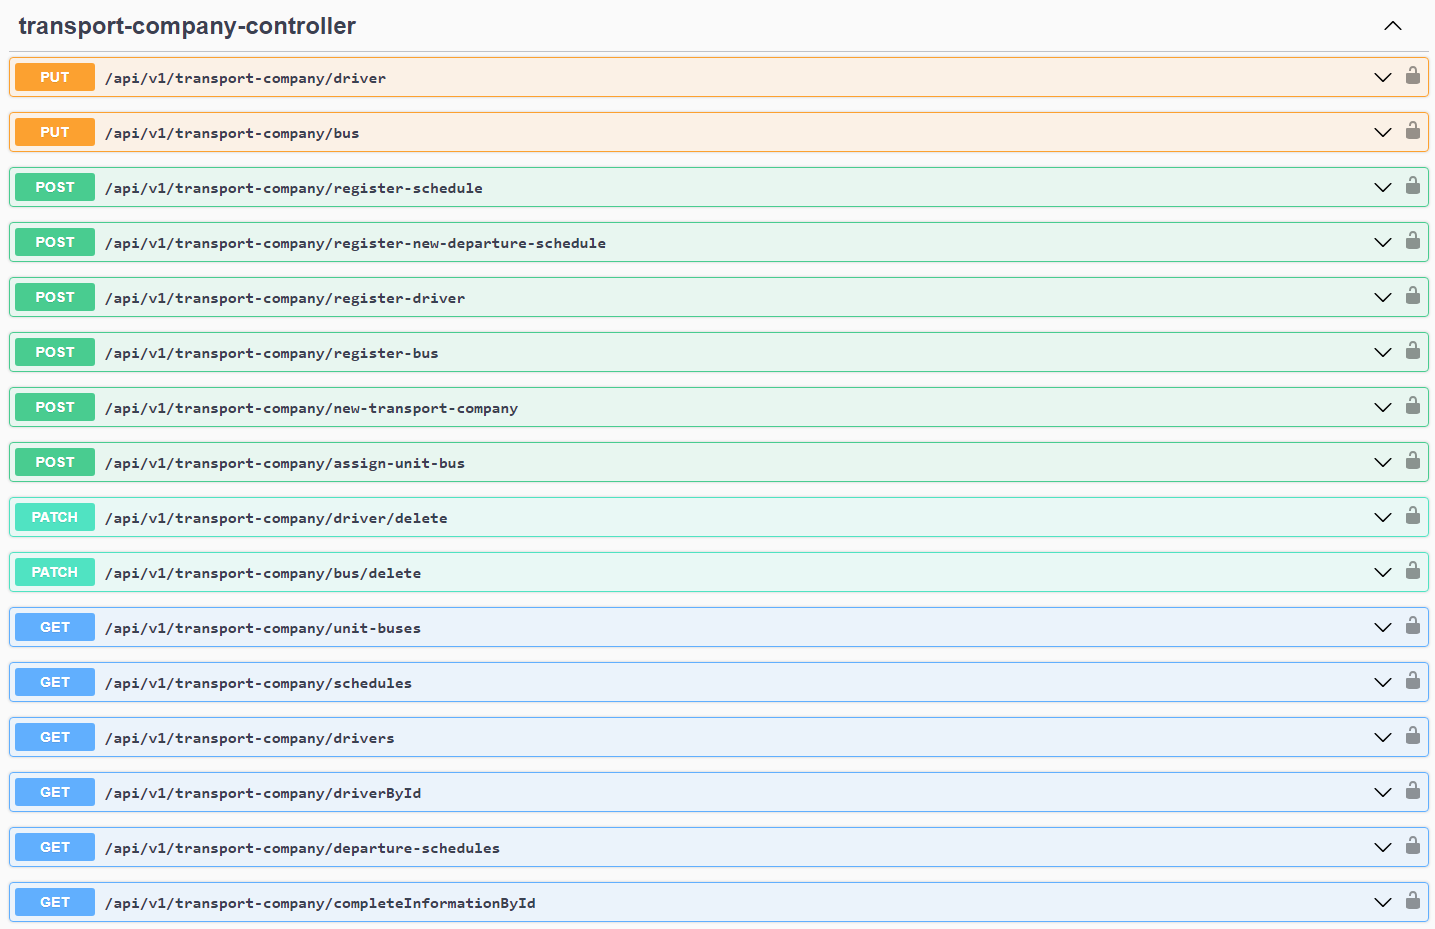 transport-company-controller
PUT /api/v1/transport-company/driver
PUT /api/v1/transport-company/bus
POST /api/v1/transport-company/register-schedule
POST /api/v1/transport-company/register-new-departure-schedule
POST /api/v1/transport-company/register-driver
POST /api/v1/transport-company/register-bus
POST /api/v1/transport-company/new-transport-company
POST /api/v1/transport-company/assign-unit-bus
PATCH /api/v1/transport-company/driver/delete
PATCH /api/v1/transport-company/bus/delete
GET /api/v1/transport-company/unit-buses
GET /api/v1/transport-company/schedules
GET /api/v1/transport-company/drivers
GET /api/v1/transport-company/driverById
GET /api/v1/transport-company/departure-schedules
GET /api/v1/transport-company/completeInformationById